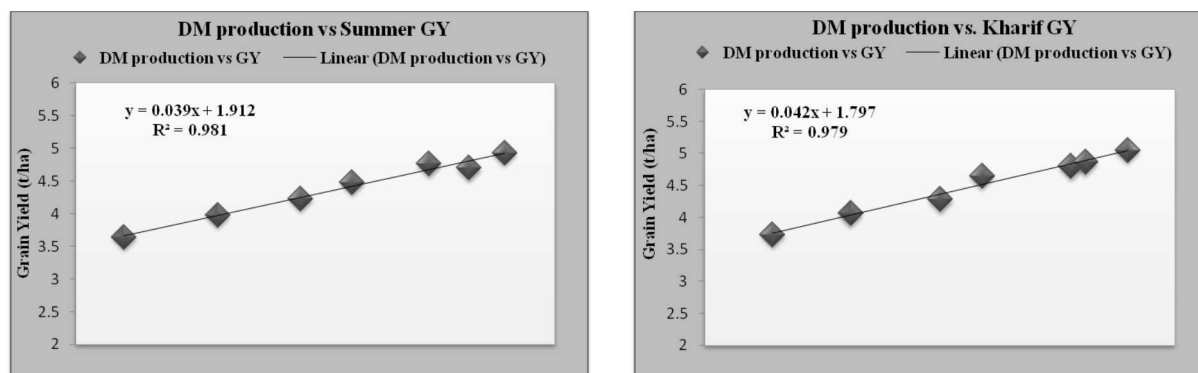 DM production vs Summer GY
DM production vs GY Linear (DM production vs GY)
y = 0.039x + 1.912
R² = 0.981
Grain Yield (t/ha)
6
5.5
5
4.5
4
3.5
3
2.5
2
DM production vs. Kharif GY
DM production vs GY Linear (DM production vs GY)
y = 0.042x + 1.797
R² = 0.979
Grain Yield (t/ha)
6
5.5
5
4.5
4
3.5
3
2.5
2